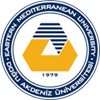 EASTERN MEDITERRANEAN UNIVERSITY
1979
DOĞU AKDENİZ ÜNİVERSİTESİ